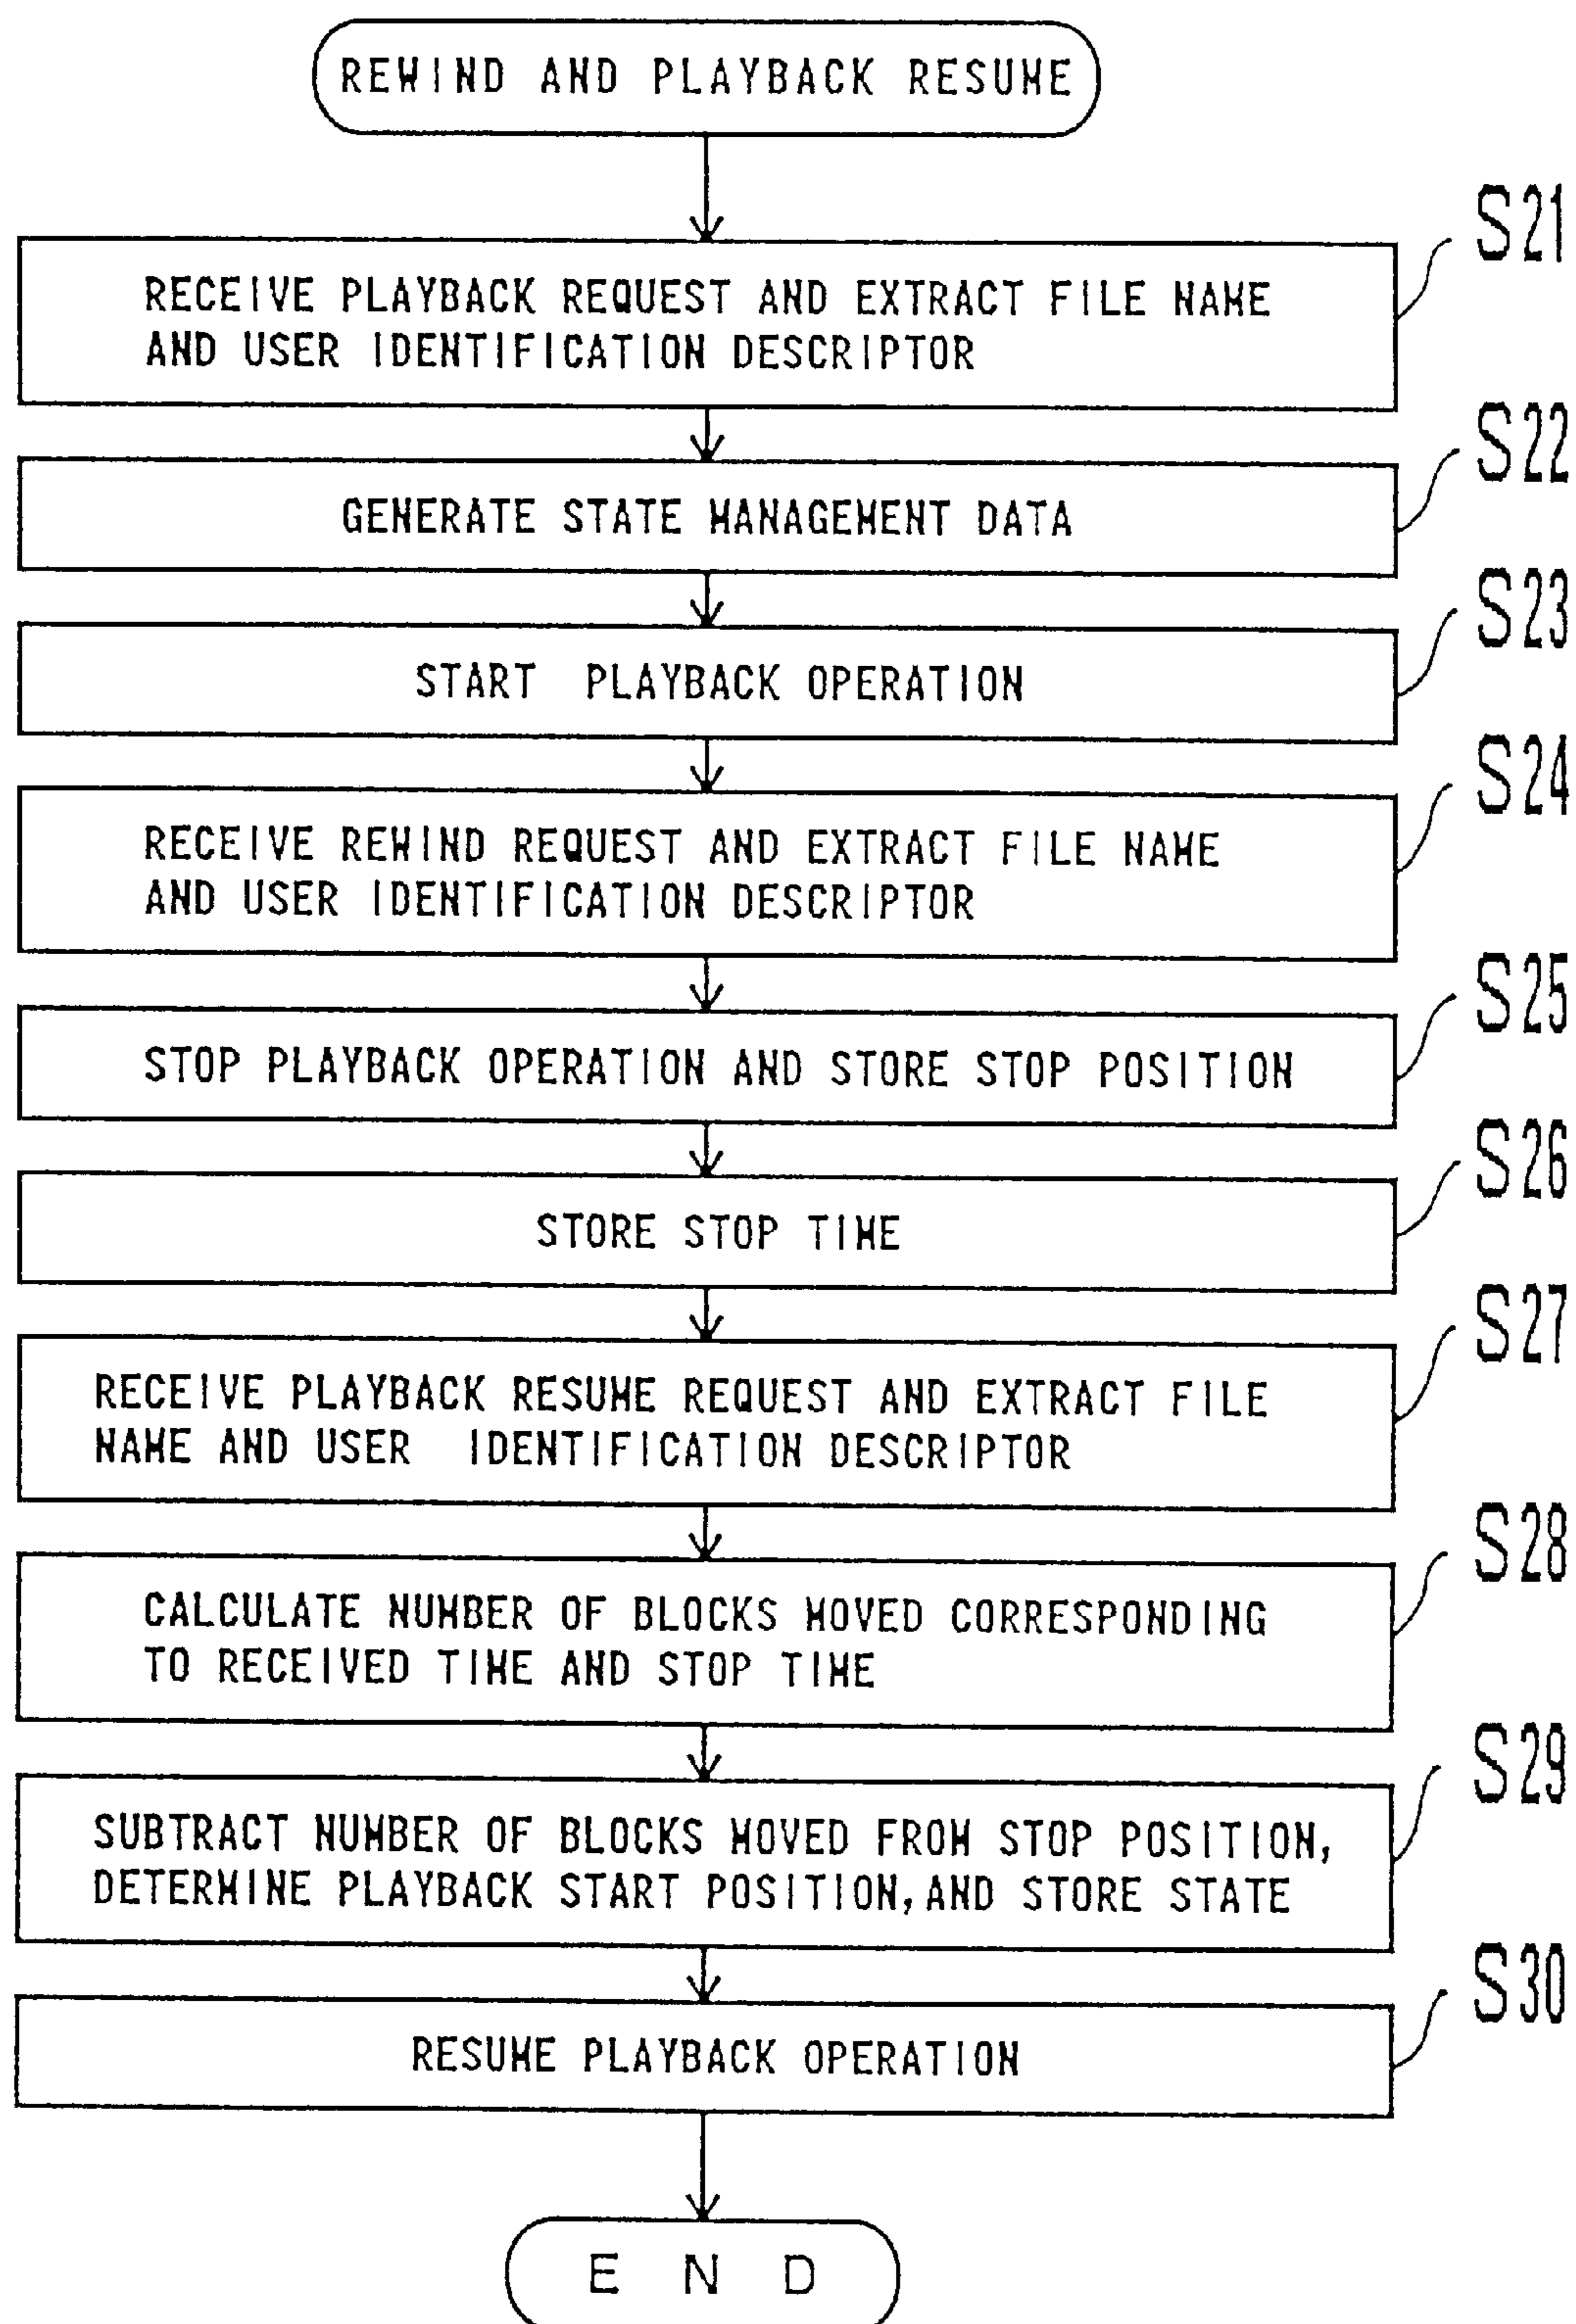 REWIND AND PLAYBACK RESUME
S21
RECEIVE PLAYBACK REQUEST AND EXTRACT FILE NAME
AND USER IDENTIFICATION DESCRIPTOR
S22
GENERATE STATE MANAGEMENT DATA
S23
START PLAYBACK OPERATION
S24
RECEIVE REWIND REQUEST AND EXTRACT FILE NAME
AND USER IDENTIFICATION DESCRIPTOR
S25
STOP PLAYBACK OPERATION AND STORE STOP POSITION
S26
STORE STOP TIME
S27
RECEIVE PLAYBACK RESUME REQUEST AND EXTRACT FILE
NAME AND USER IDENTIFICATION DESCRIPTOR
S28
CALCULATE NUMBER OF BLOCKS MOVED CORRESPONDING
TO RECEIVED TIME AND STOP TIME
S29
SUBTRACT NUMBER OF BLOCKS MOVED FROM STOP POSITION,
DETERMINE PLAYBACK START POSITION, AND STORE STATE
S30
RESUME PLAYBACK OPERATION
END